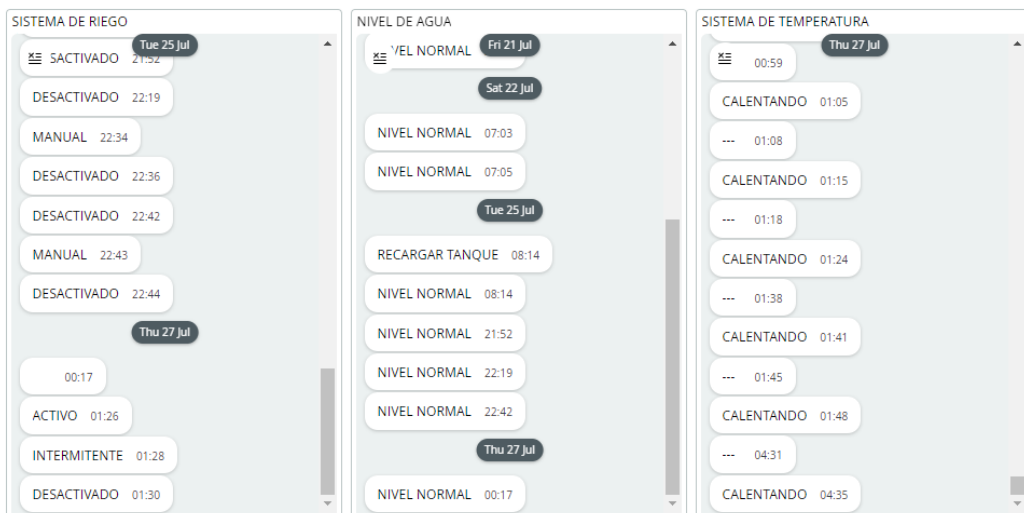 SISTEMA DE RIEGO
Tue 25 Jul
SACTIVADO 21:52
DESACTIVADO 22:19
MANUAL 22:34
DESACTIVADO 22:36
DESACTIVADO 22:42
MANUAL 22:43
DESACTIVADO 22:44
Thu 27 Jul
00:17
ACTIVO 01:26
INTERMITENTE 01:28
DESACTIVADO 01:30
NIVEL DE AGUA
Fri 21 Jul
VEL NORMAL
Sat 22 Jul
NIVEL NORMAL 07:03
NIVEL NORMAL 07:05
Tue 25 Jul
RECARGAR TANQUE 08:14
NIVEL NORMAL 08:14
NIVEL NORMAL 21:52
NIVEL NORMAL 22:19
NIVEL NORMAL 22:42
Thu 27 Jul
NIVEL NORMAL 00:17
SISTEMA DE TEMPERATURA
Thu 27 Jul
00:59
CALENTANDO 01:05
--- 01:08
CALENTANDO 01:15
--- 01:18
CALENTANDO 01:24
--- 01:38
CALENTANDO 01:41
--- 01:45
CALENTANDO 01:48
--- 04:31
CALENTANDO 04:35